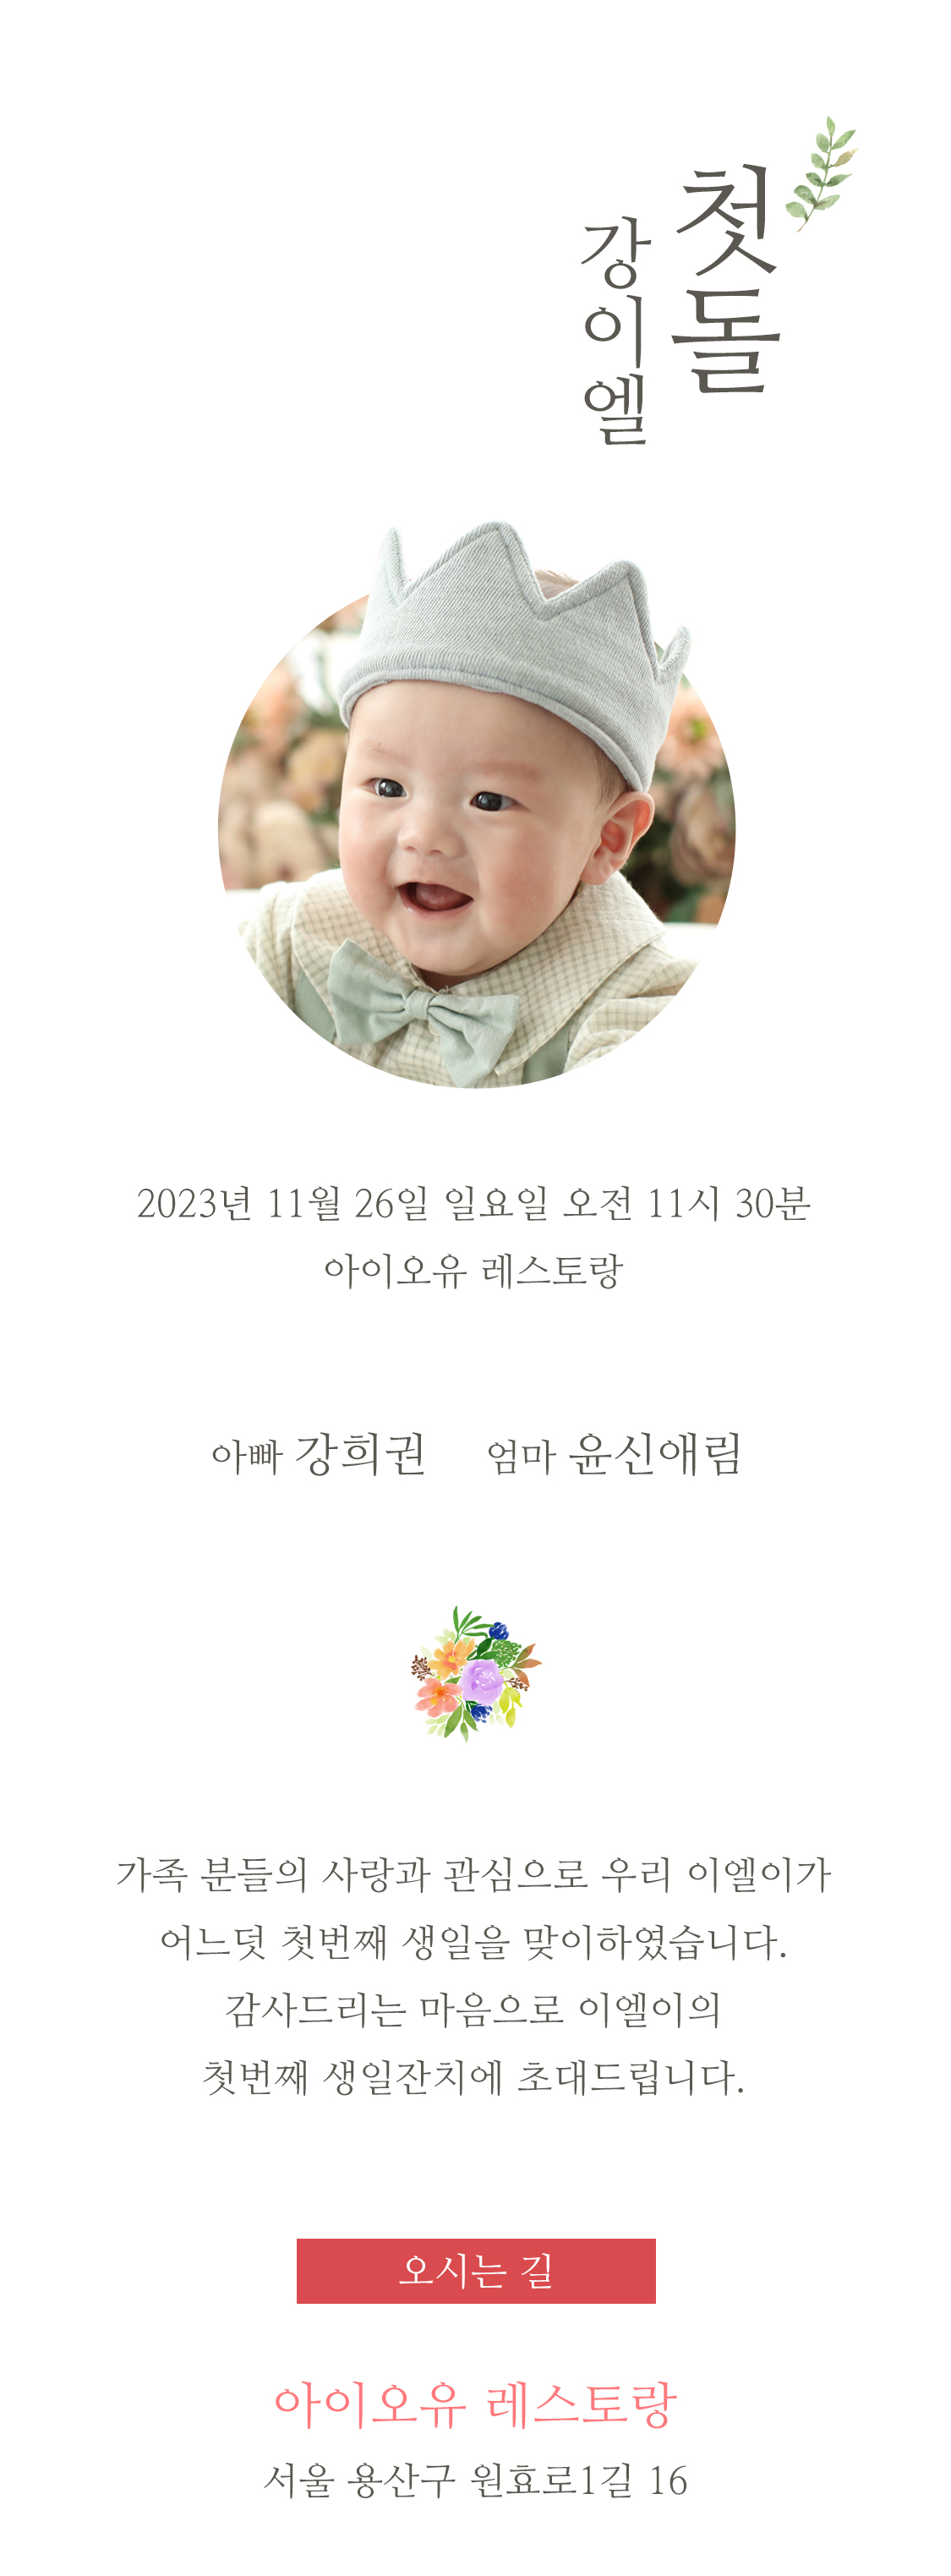 첫돌
강이엘
2023년 11월 26일 일요일 오전 11시 30분
아이오유 레스토랑
아빠 강희권 엄마 윤신애림
가족 분들의 사랑과 관심으로 우리 이엘이가
어느덧 첫번째 생일을 맞이하였습니다.
감사드리는 마음으로 이엘이의
첫번째 생일잔치에 초대드립니다.
오시는 길
아이오유 레스토랑
서울 용산구 원효로1길 16